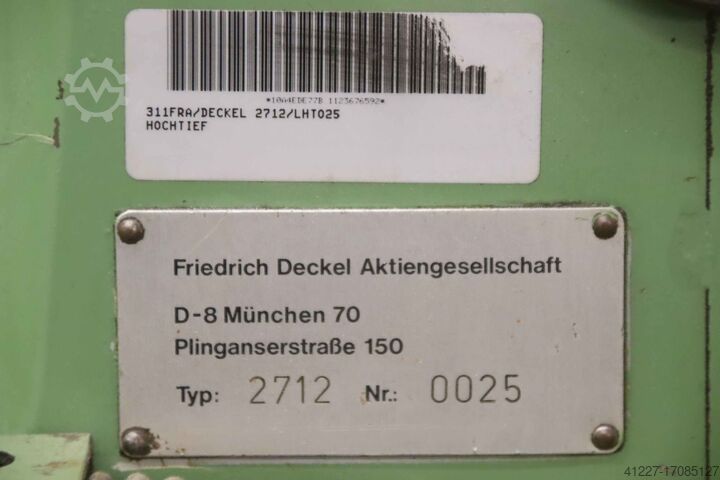 *10A4EDE77B 1123676592*
311FRA/DECKEL 2712/LHT025
HOCHTIEF
Friedrich Deckel Aktiengesellschaft
D-8 München 70
Plinganserstraße 150
Typ: 2712 Nr.: 0025
41227-17085127